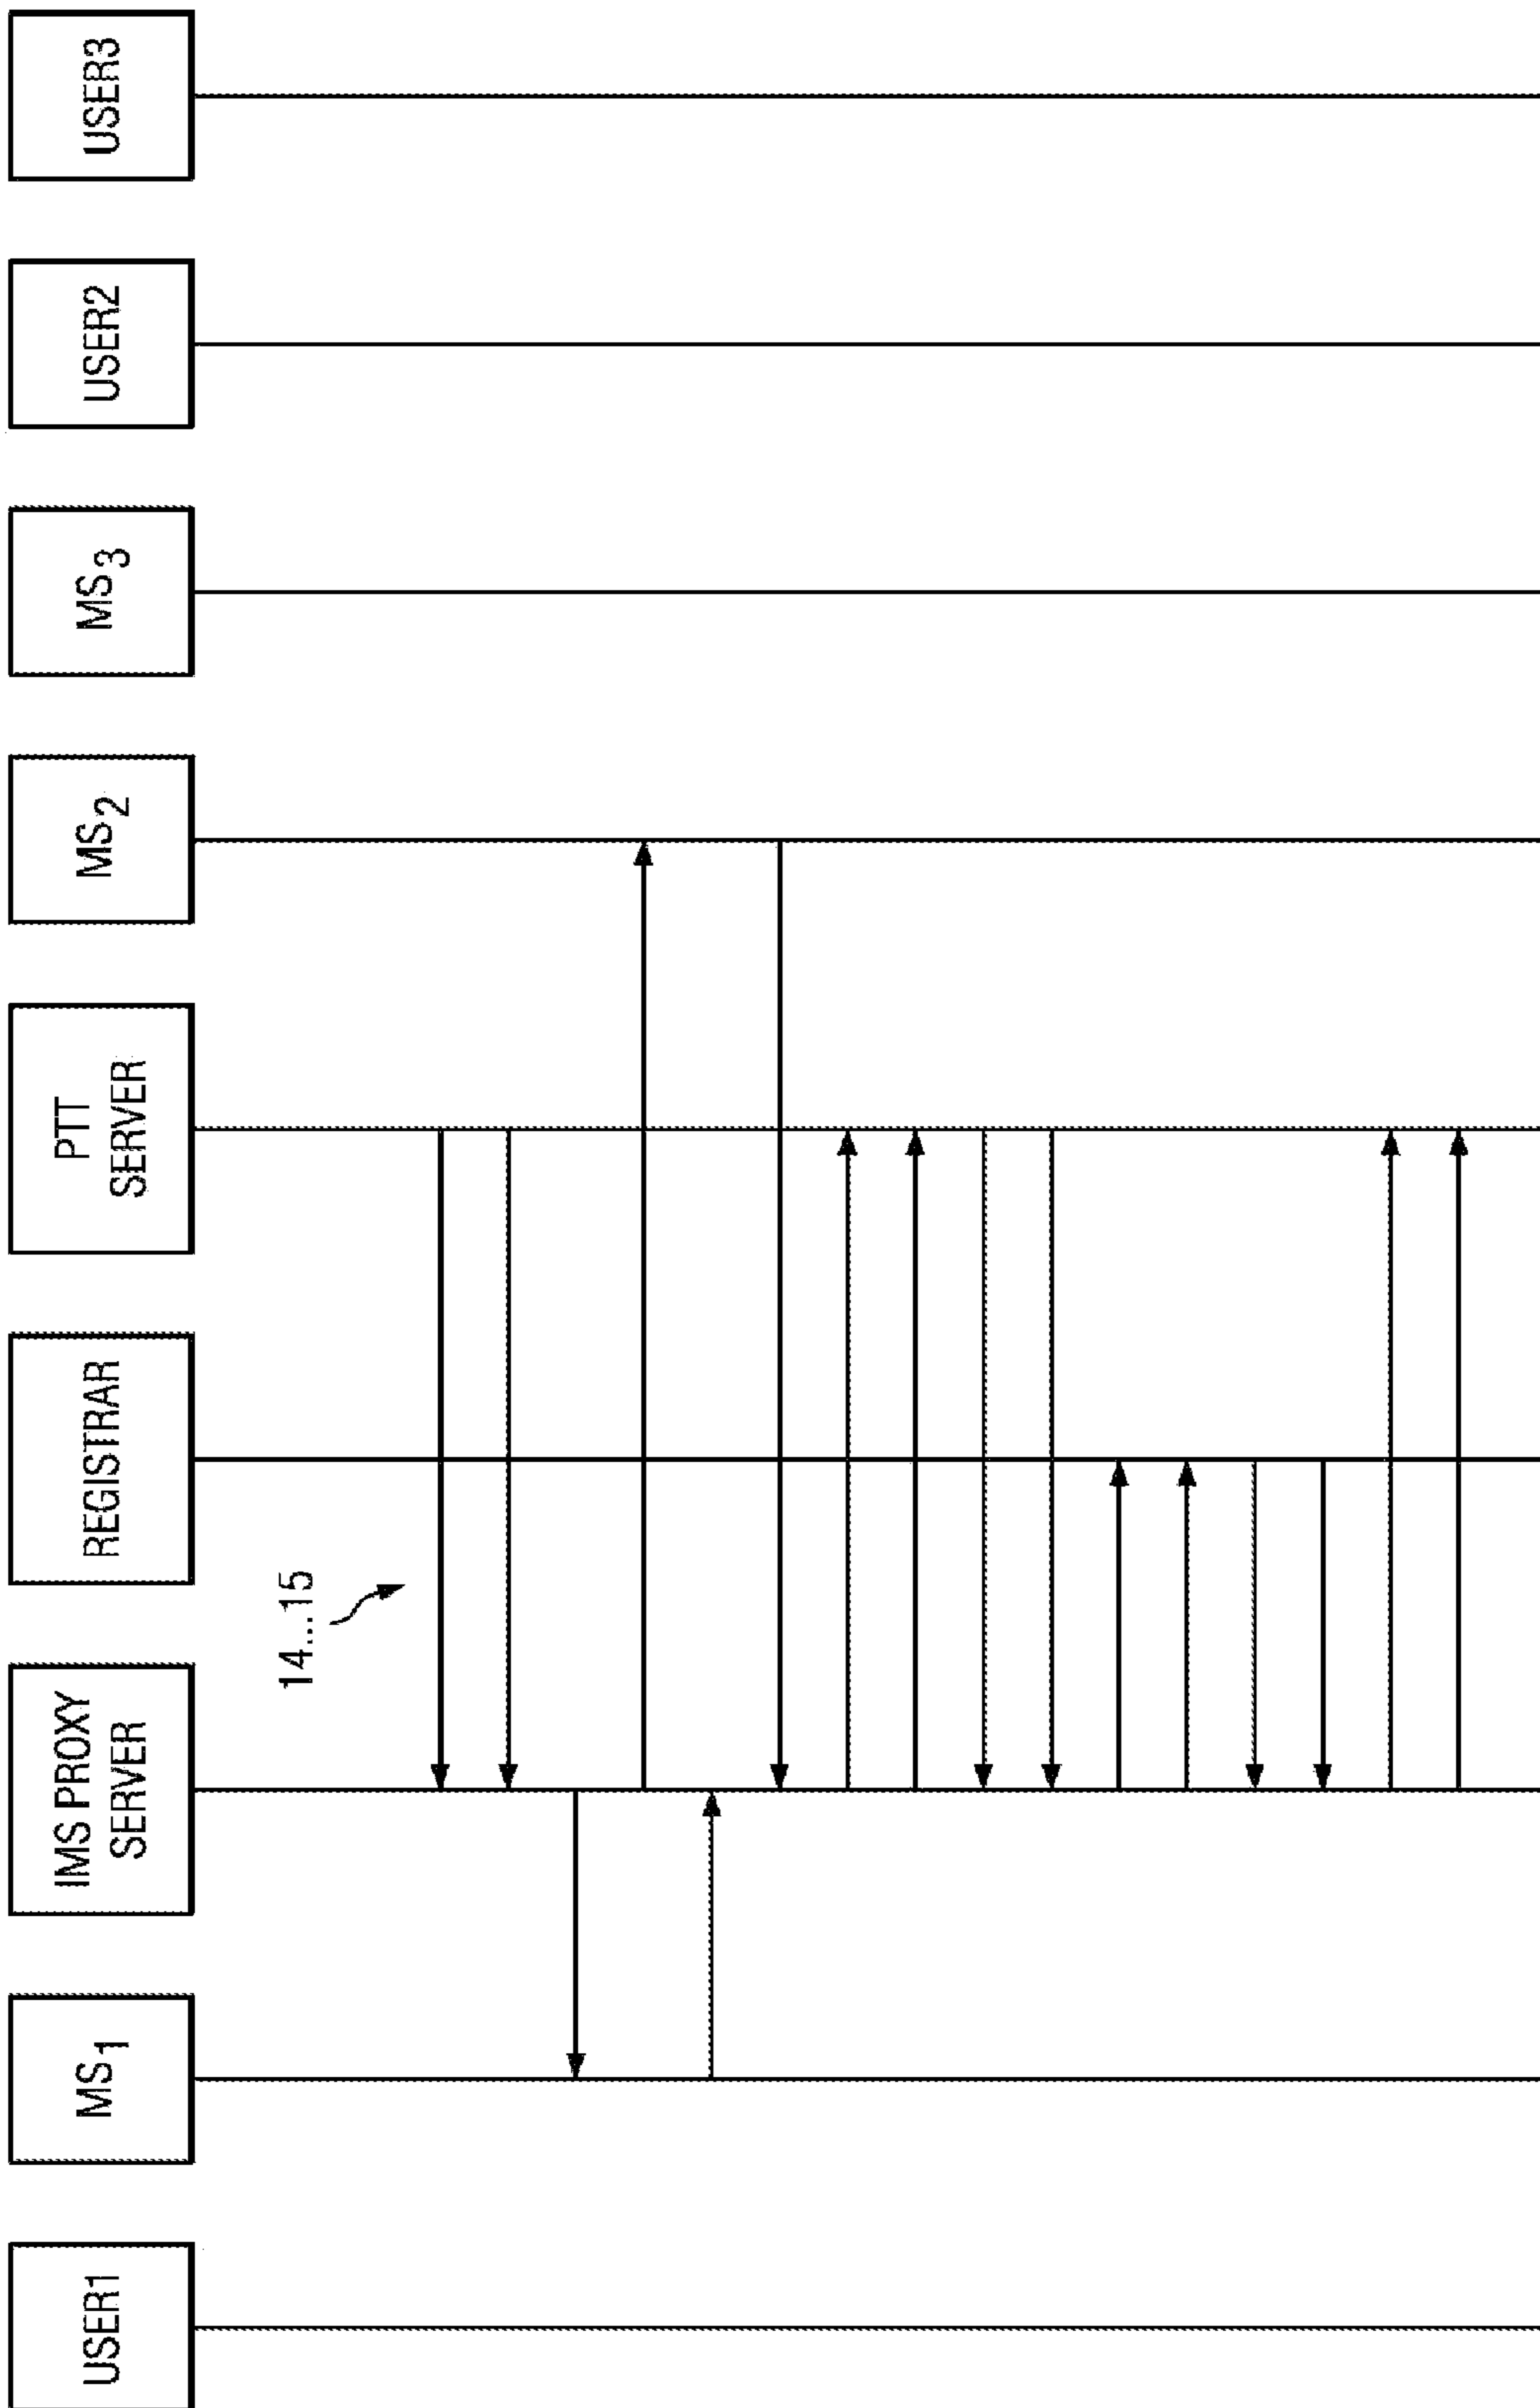 USER1
MS1
IMS PROXY
SERVER
REGISTRAR
PTT
SERVER
MS2
MS3
USER2
USER3
14...15